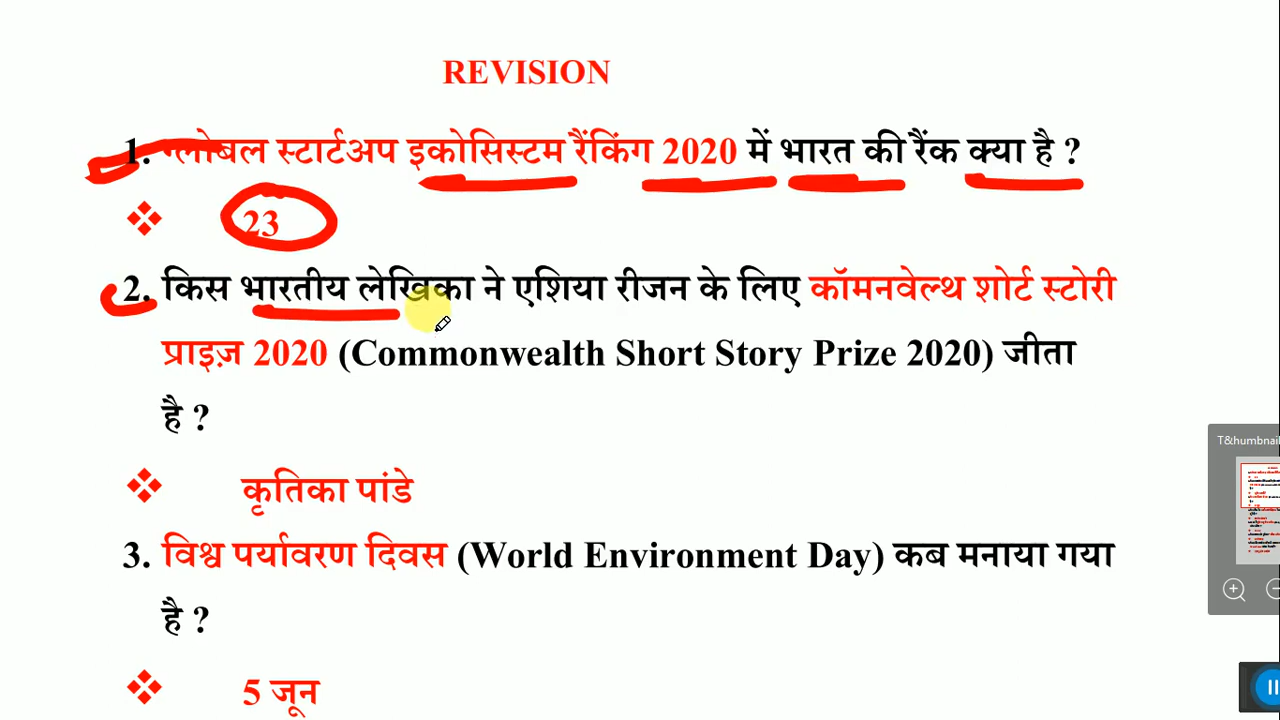 REVISION
1. ग्लोबल स्टार्टअप इकोसिस्टम रैंकिंग 2020 में भारत की रैंक क्या है ?
❖ 23
2. किस भारतीय लेखिका ने एशिया रीजन के लिए कॉमनवेल्थ शोर्ट स्टोरी
प्राइज़ 2020 (Commonwealth Short Story Prize 2020) जीता
है ?
❖ कृतिका पांडे
3. विश्व पर्यावरण दिवस (World Environment Day) कब मनाया गया
है ?
❖ 5 जून
T&humbnail